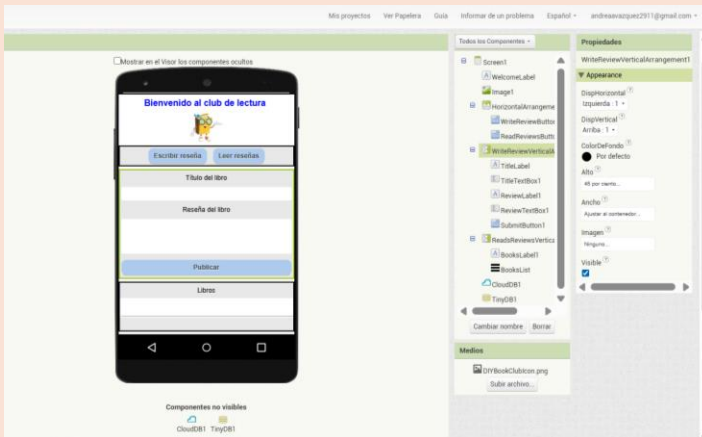 Mis proyectos Ver Papelera Guía Informar de un problema Español andreaavazquez2911@gmail.com
Mostrar en el Visor los componentes ocultos
Bienvenido al club de lectura
Escribir reseña Leer reseñas
Título del libro
Reseña del libro
Publicar
Libros
Componentes no visibles
CloudDB1 TinyDB1
Todos los Componentes
Screen1
WelcomeLabel
Image1
HorizontalArrangeme
WriteReviewButton
ReadReviewsButtc
WriteReviewVerticalA
TitleLabel
TitleTextBox1
ReviewLabel1
ReviewTextBox1
SubmitButton1
ReadsReviewsVertica
BooksLabel1
BooksList
CloudDB1
TinyDB1
Cambiar nombre Borrar
Medios
DIYBookClubIcon.png
Subir archivo...
Propiedades
WriteReviewVerticalArrangement1
Appearance
DispHorizontal ?
Izquierda : 1
DispVertical ?
Arriba : 1
ColorDeFondo ?
Por defecto
Alto ?
45 por ciento...
Ancho ?
Ajustar al contenedor...
Imagen ?
Ninguno...
Visible ?